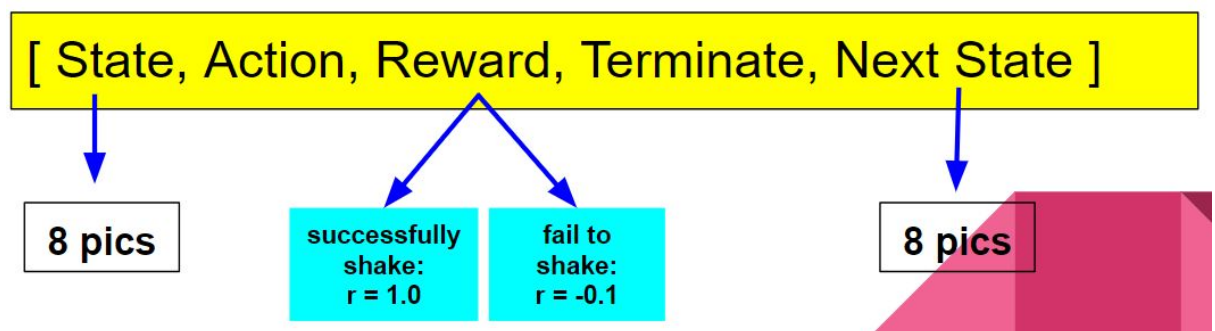 [ State, Action, Reward, Terminate, Next State ]
8 pics
successfully
shake:
r = 1.0
fail to
shake:
r = -0.1
8 pics